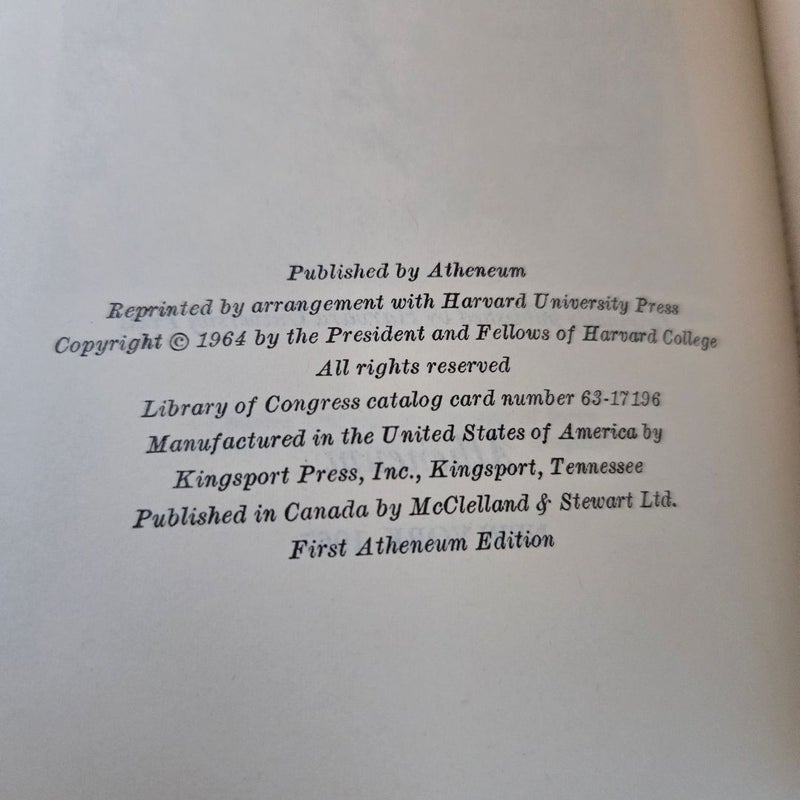 Published by Atheneum
Reprinted by arrangement with Harvard University Press
Copyright © 1964 by the President and Fellows of Harvard College
All rights reserved
Library of Congress catalog card number 63-17196
Manufactured in the United States of America by
Kingsport Press, Inc., Kingsport, Tennessee
Published in Canada by McClelland & Stewart Ltd.
First Atheneum Edition